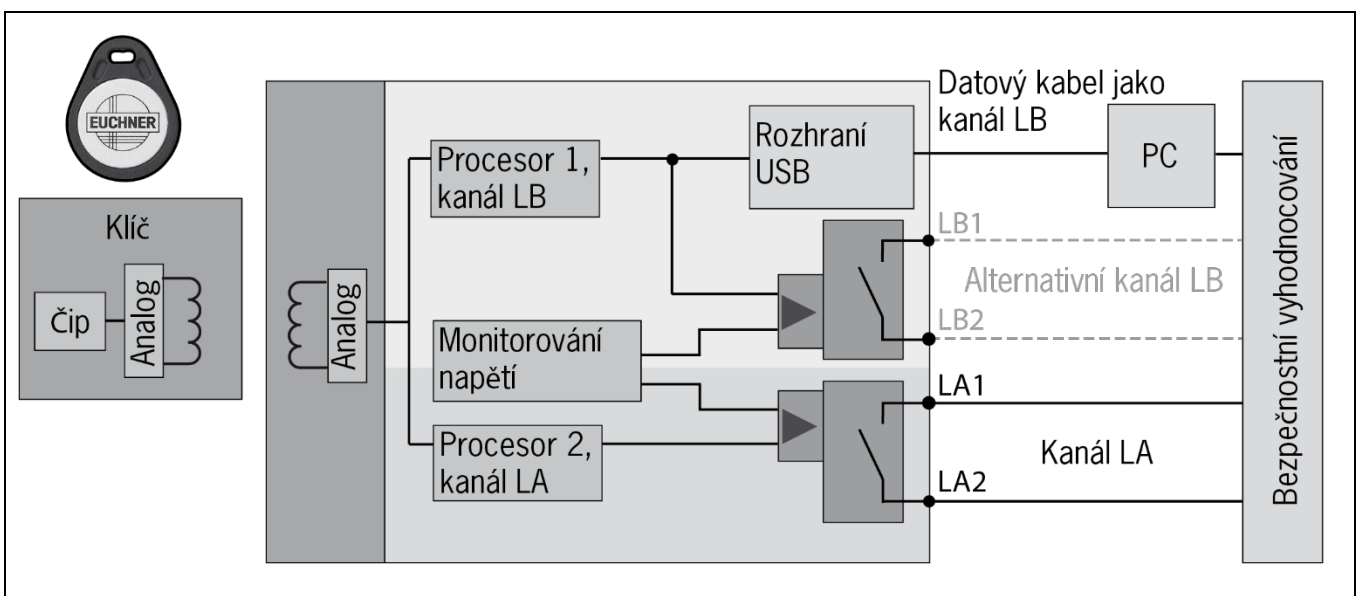 EUCHNER
Klíč
Čip
Analog
Analog
Procesor 1,
kanál LB
Monitorování
napětí
Procesor 2,
kanál LA
Rozhraní
USB
Datový kabel jako
kanál LB
PC
LB1
Alternativní kanál LB
LB2
LA1
Kanál LA
LA2
Bezpečnostní vyhodnocování